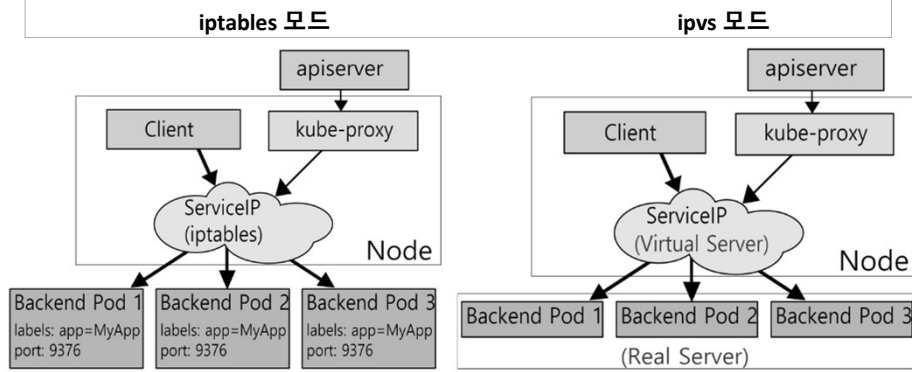 iptables 모드
apiserver
Client
kube-proxy
ServiceIP
(iptables)
Node
Backend Pod 1
labels: app=MyApp
port: 9376
Backend Pod 2
labels: app=MyApp
port: 9376
Backend Pod 3
labels: app=MyApp
port: 9376
ipvs 모드
apiserver
Client
kube-proxy
ServiceIP
(Virtual Server)
Node
Backend Pod 1
Backend Pod 2
Backend Pod 3
(Real Server)